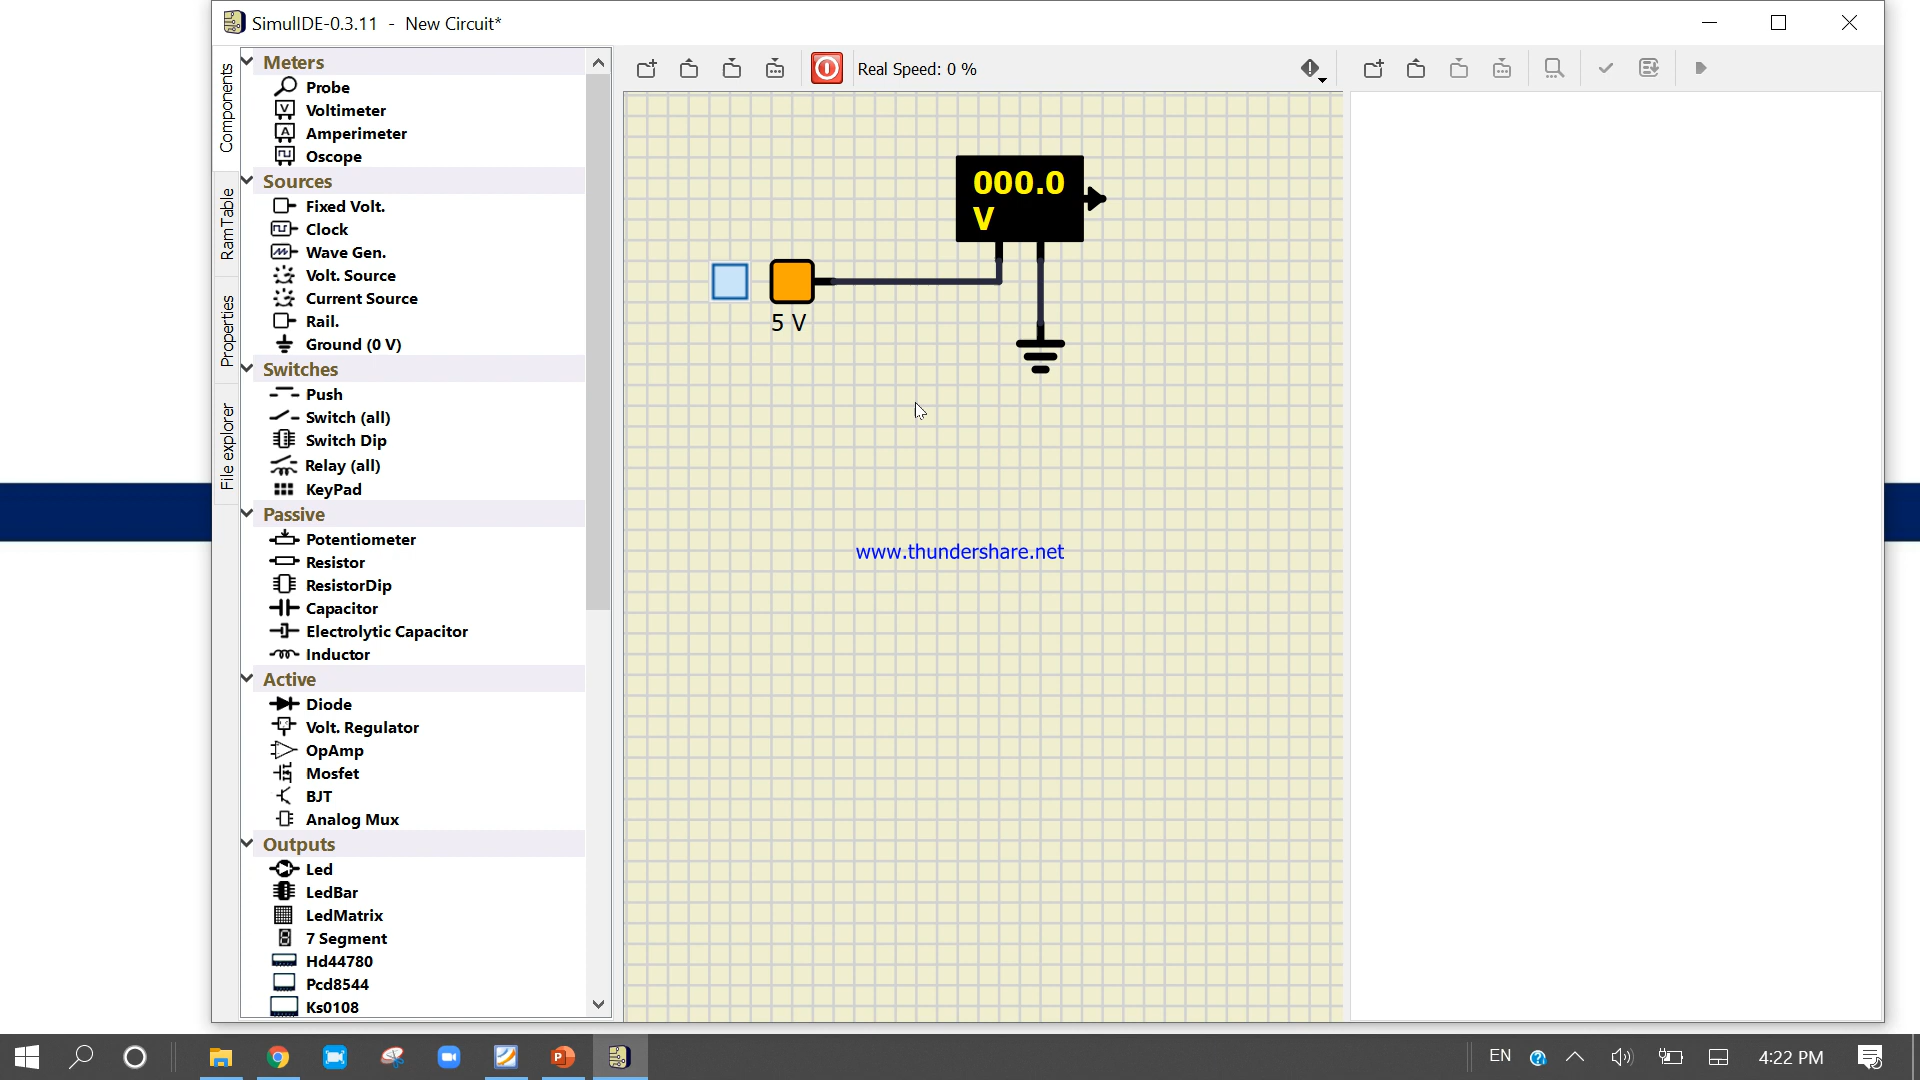 SimulIDE-0.3.11 - New Circuit*
Components
RamTable
Properties
File explorer
Meters
Probe
Voltimeter
Amperimeter
Oscope
Sources
Fixed Volt.
Clock
Wave Gen.
Volt. Source
Current Source
Rail.
Ground (0 V)
Switches
Push
Switch (all)
Switch Dip
Relay (all)
KeyPad
Passive
Potentiometer
Resistor
ResistorDip
Capacitor
Electrolytic Capacitor
Inductor
Active
Diode
Volt. Regulator
OpAmp
Mosfet
BJT
Analog Mux
Outputs
Led
LedBar
LedMatrix
7 Segment
Hd44780
Pcd8544
Ks0108
Real Speed: 0 %
000.0
V
5 V
www.thundershare.net
EN
4:22 PM